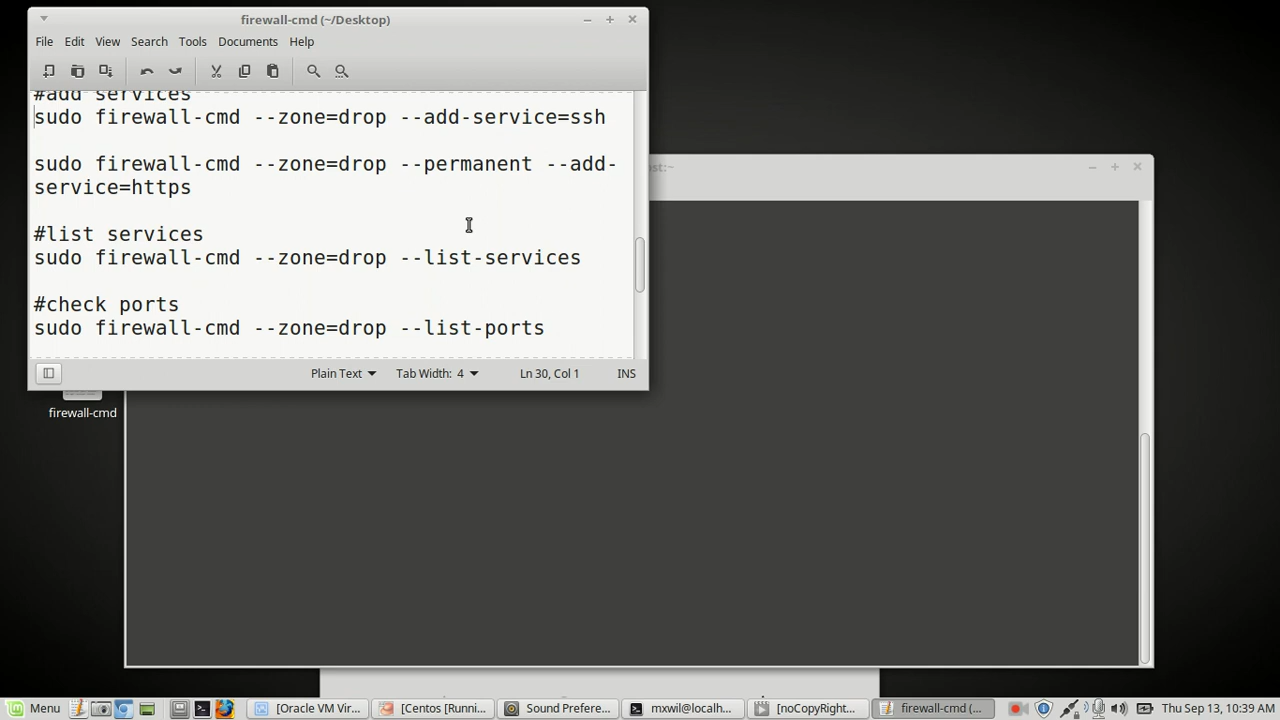 firewall-cmd (~/Desktop)
File Edit View Search Tools Documents Help
#add services
sudo firewall-cmd --zone=drop --add-service=ssh
sudo firewall-cmd --zone=drop --permanent --add-
service=https
#list services
sudo firewall-cmd --zone=drop --list-services
#check ports
sudo firewall-cmd --zone=drop --list-ports
Plain Text Tab Width: 4 Ln 30, Col 1 INS
firewall-cmd
Menu [Oracle VM Vir... [Centos [Runni... Sound Prefere... mxwil@localh... [noCopyRigh... firewall-cmd (... Thu Sep 13, 10:39 AM